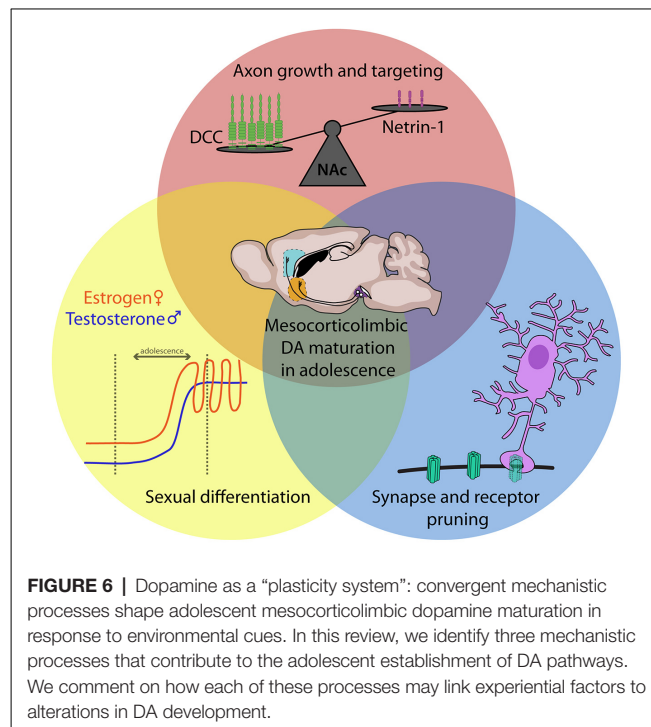 Axon growth and targeting
DCC
Netrin-1
NAc
Mesocorticolimbic
DA maturation
in adolescence
Estrogen♀
Testosterone♂
adolescence
Sexual differentiation
Synapse and receptor
pruning
FIGURE 6 | Dopamine as a “plasticity system”: convergent mechanistic
processes shape adolescent mesocorticolimbic dopamine maturation in
response to environmental cues. In this review, we identify three mechanistic
processes that contribute to the adolescent establishment of DA pathways.
We comment on how each of these processes may link experiential factors to
alterations in DA development.